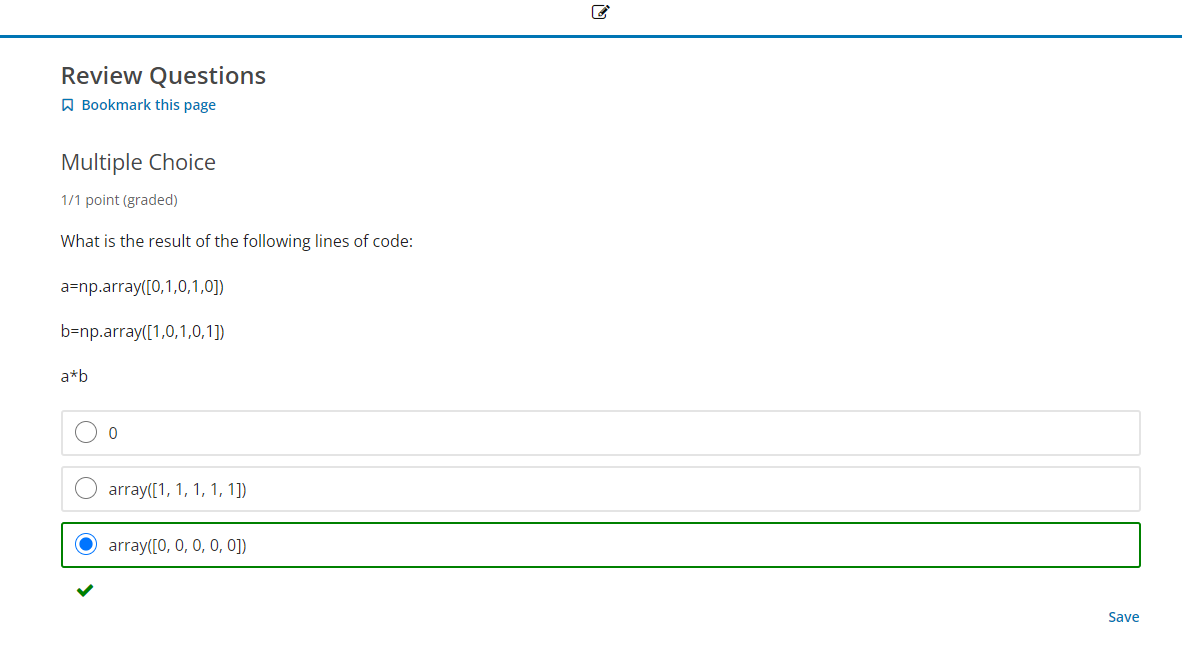 Review Questions
Bookmark this page
Multiple Choice
1/1 point (graded)
What is the result of the following lines of code:
a=np.array([0,1,0,1,0])
b=np.array([1,0,1,0,1])
a*b
0
array([1, 1, 1, 1, 1])
array([0, 0, 0, 0, 0])
Save